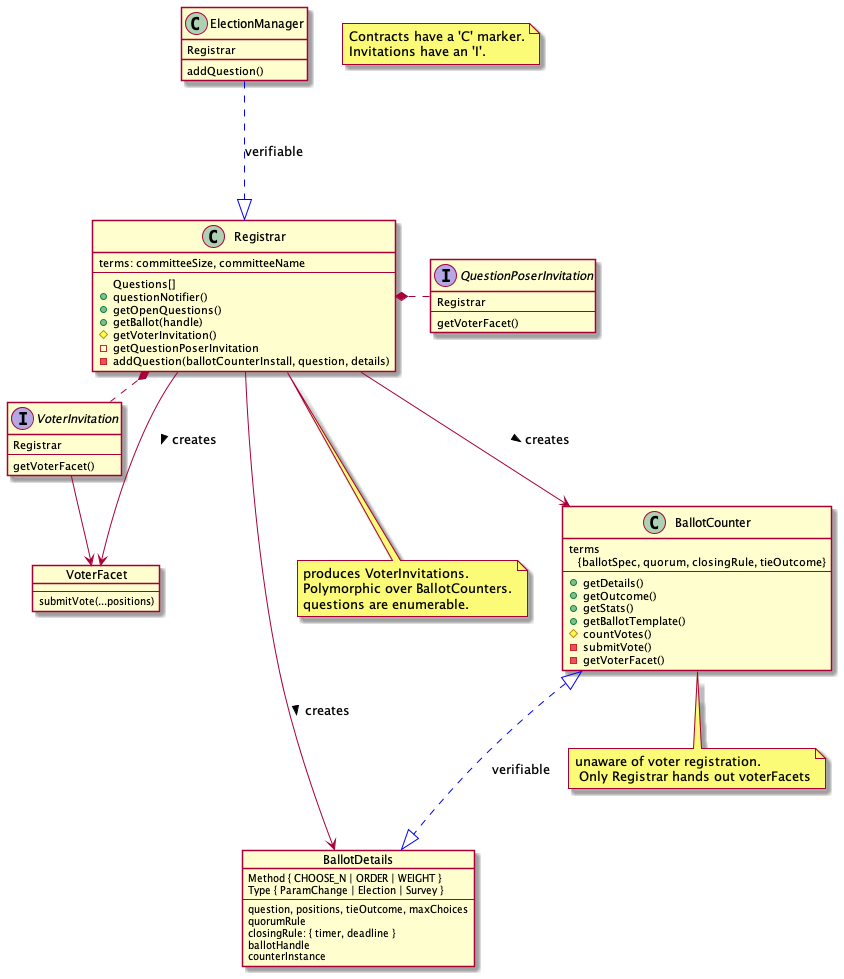 C ElectionManager
Registrar
addQuestion()
Contracts have a 'C' marker.
Invitations have an 'I'.
verifiable
C Registrar
terms: committeeSize, committeeName
Questions[]
questionNotifier()
getOpenQuestions()
getBallot(handle)
getVoterInvitation()
getQuestionPoserInvitation
addQuestion(ballotCounterInstall, question, details)
I QuestionPoserInvitation
Registrar
getVoterFacet()
I VoterInvitation
Registrar
getVoterFacet()
creates
creates
VoterFacet
submitVote(...positions)
produces VoterInvitations.
Polymorphic over BallotCounters.
questions are enumerable.
C BallotCounter
terms
{ballotSpec, quorum, closingRule, tieOutcome}
getDetails()
getOutcome()
getStats()
getBallotTemplate()
countVotes()
submitVote()
getVoterFacet()
creates
verifiable
unaware of voter registration.
Only Registrar hands out voterFacets
BallotDetails
Method { CHOOSE_N | ORDER | WEIGHT }
Type { ParamChange | Election | Survey }
question, positions, tieOutcome, maxChoices
quorumRule
closingRule: { timer, deadline }
ballotHandle
counterInstance